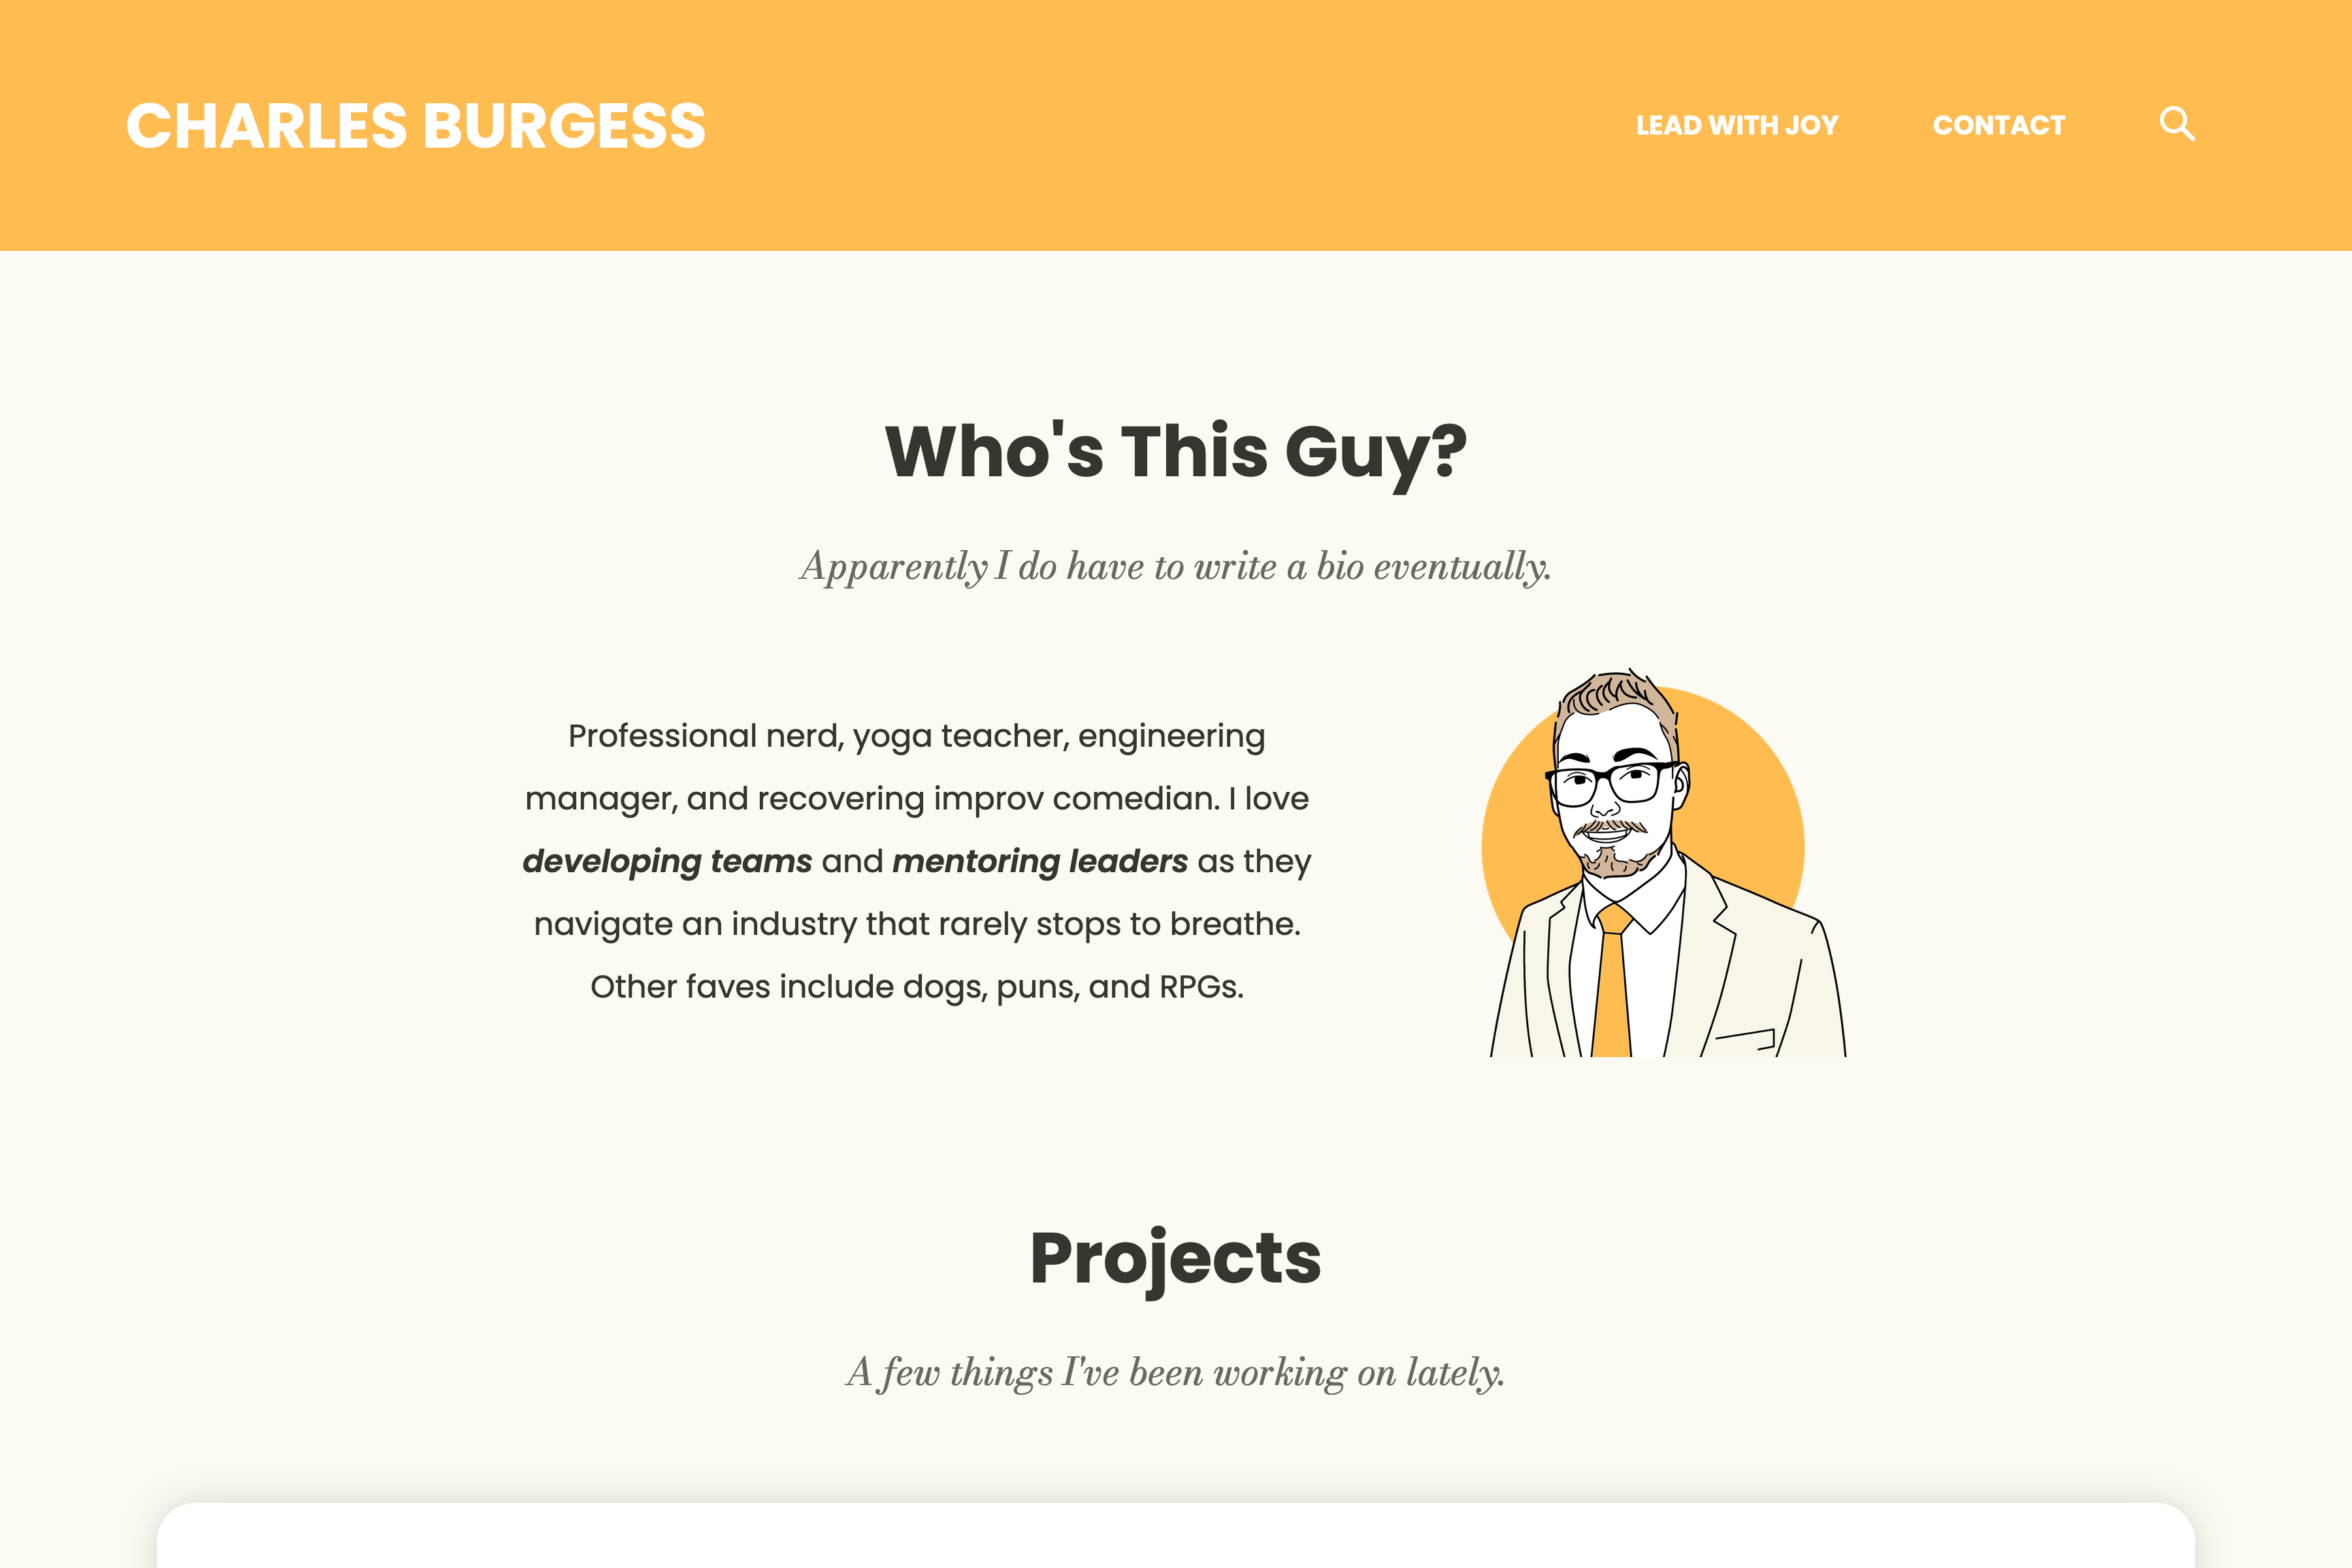 CHARLES BURGESS
LEAD WITH JOY
CONTACT
Who's This Guy?
Apparently I do have to write a bio eventually.
Professional nerd, yoga teacher, engineering
manager, and recovering improv comedian. I love
developing teams and mentoring leaders as they
navigate an industry that rarely stops to breathe.
Other faves include dogs, puns, and RPGs.
Projects
A few things I've been working on lately.